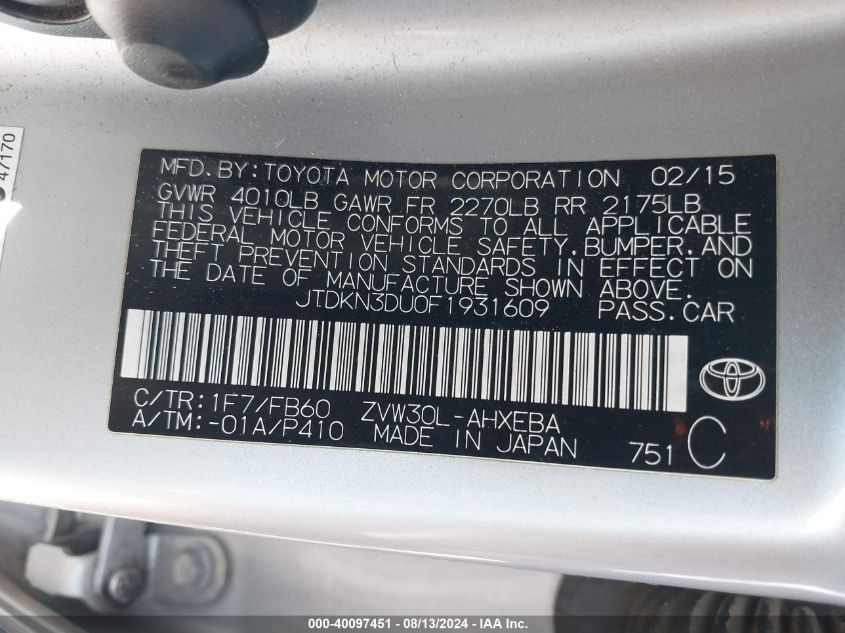 47170
MFD.BY:TOYOTA MOTOR CORPORATION 02/15
GVWR 4010LB GAWR FR 2270LB RR 2175LB
THIS VEHICLE CONFORMS TO ALL APPLICABLE
FEDERAL MOTOR VEHICLE SAFETY,BUMPER,AND
THEFT PREVENTION STANDARDS IN EFFECT ON
THE DATE OF MANUFACTURE SHOWN ABOVE.
JTDKN3DU0F1931609 PASS.CAR
C/TR:1F7/FB60 ZVW30L-AHXEBA
A/TM:-01A/P410 MADE IN JAPAN 751 C
000-40097451 - 08/13/2024 - IAA Inc.